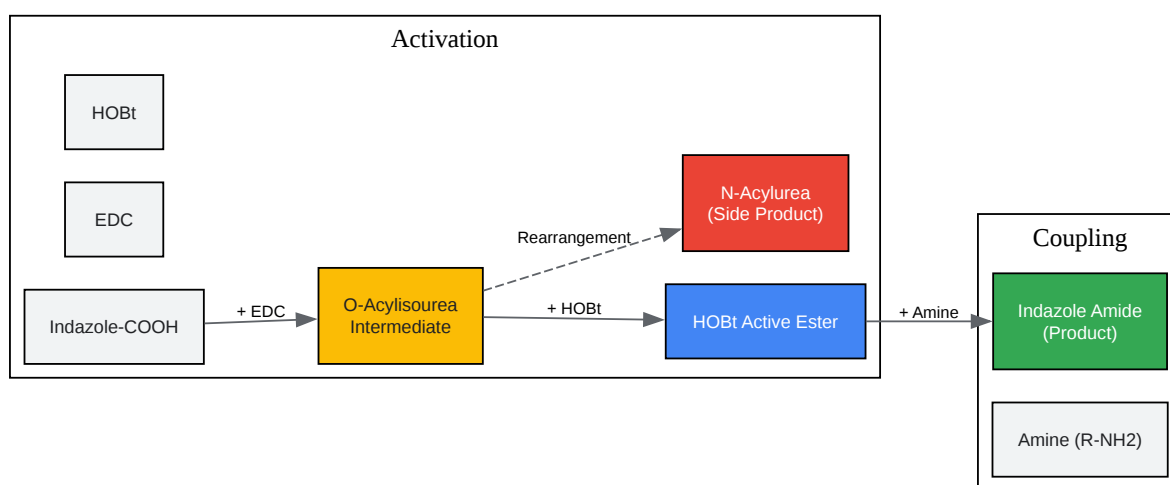 Activation
HOBt
EDC
Indazole-COOH
+ EDC
O-Acylisourea
Intermediate
Rearrangement
N-Acylurea
(Side Product)
+ HOBt
HOBt Active Ester
+ Amine
Coupling
Indazole Amide
(Product)
Amine (R-NH2)